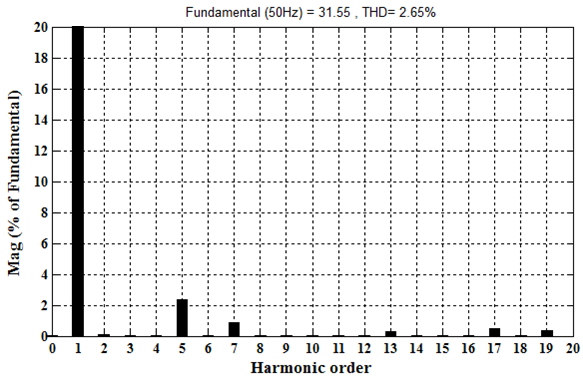 Fundamental (50Hz) = 31.55 , THD= 2.65%
Mag (% of Fundamental)
20
18
16
14
12
10
8
6
4
2
0
0 1 2 3 4 5 6 7 8 9 10 11 12 13 14 15 16 17 18 19 20
Harmonic order